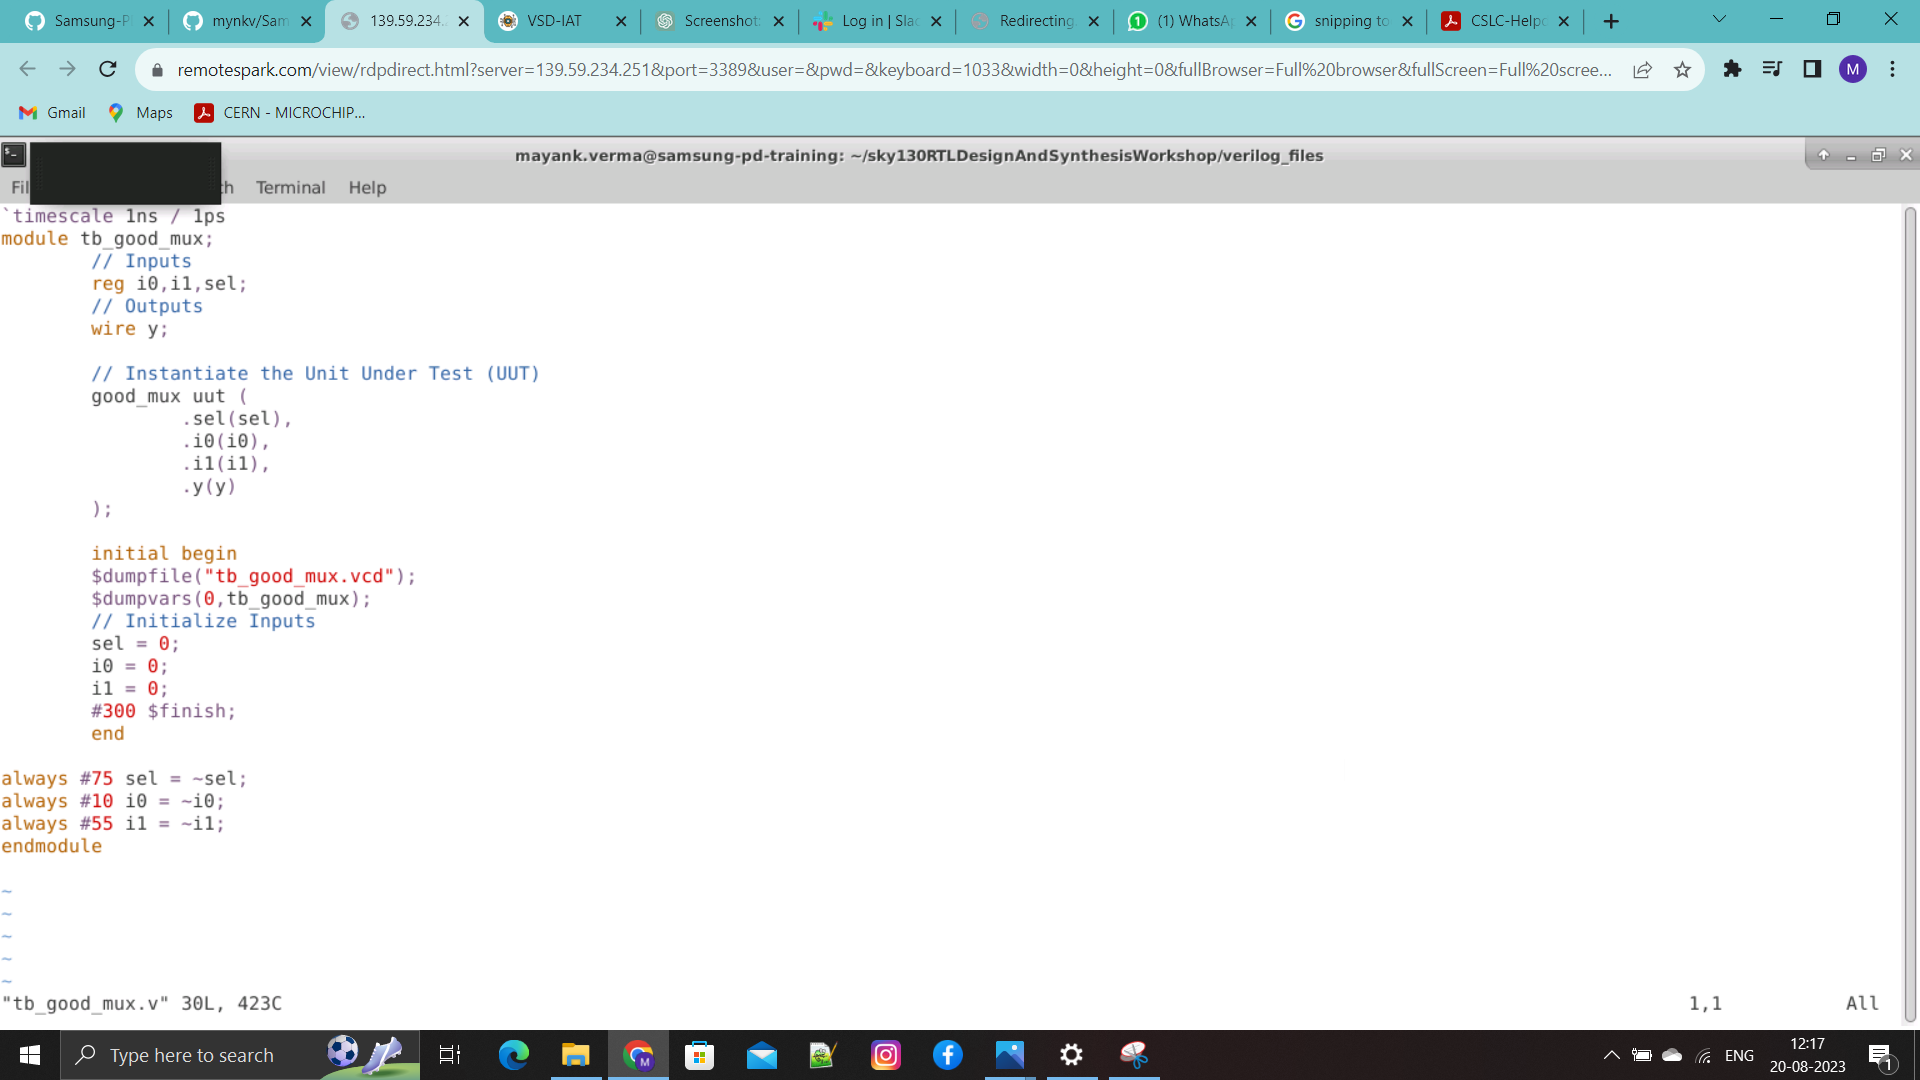 Samsung-P
mynkv/Sam
139.59.234.
VSD-IAT
Screenshot
Log in | Slac
Redirecting
(1) WhatsAp
snipping to
CSLC-Helpd
remotespark.com/view/rdpdirect.html?server=139.59.234.251&port=3389&user=&pwd=&keyboard=1033&width=0&height=0&fullBrowser=Full%20browser&fullScreen=Full%20scree...
M
Gmail
Maps
CERN - MICROCHIP...
mayank.verma@samsung-pd-training: ~/sky130RTLDesignAndSynthesisWorkshop/verilog_files
Fil
h Terminal Help
`timescale 1ns / 1ps
module tb_good_mux;
// Inputs
reg i0,i1,sel;
// Outputs
wire y;
// Instantiate the Unit Under Test (UUT)
good_mux uut (
.sel(sel),
.i0(i0),
.i1(i1),
.y(y)
);
initial begin
$dumpfile("tb_good_mux.vcd");
$dumpvars(0,tb_good_mux);
// Initialize Inputs
sel = 0;
i0 = 0;
i1 = 0;
#300 $finish;
end
always #75 sel = ~sel;
always #10 i0 = ~i0;
always #55 i1 = ~i1;
endmodule
~
~
~
~
~
"tb_good_mux.v" 30L, 423C 1,1 All
Type here to search
ENG
12:17
20-08-2023
1